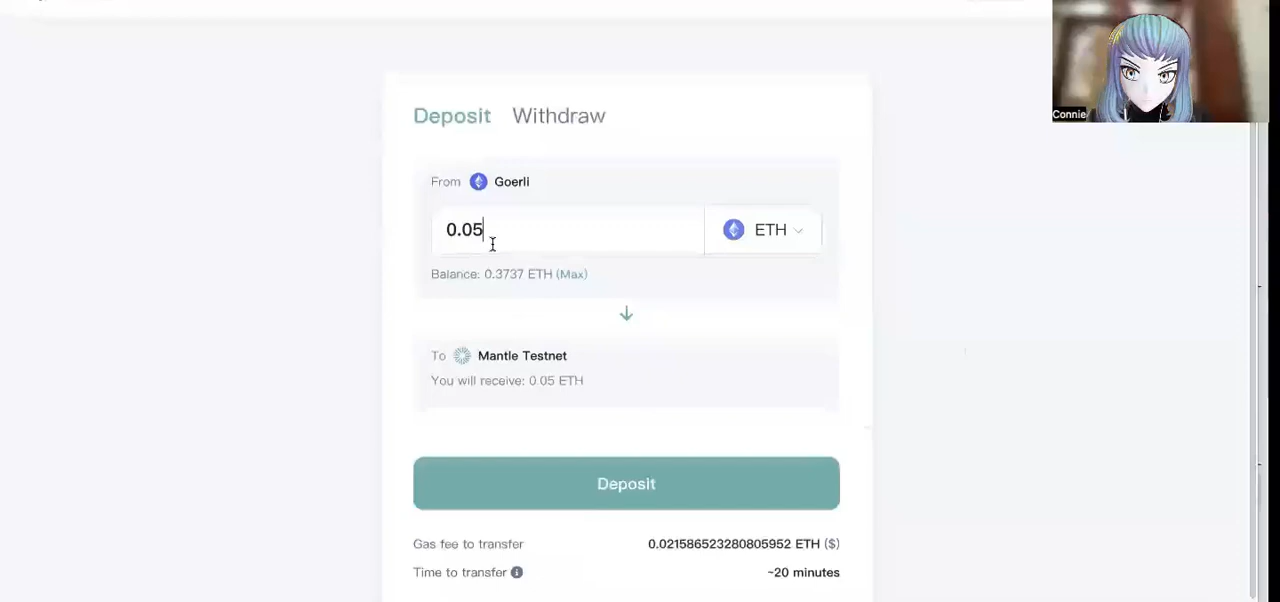 Connie
Deposit Withdraw
From Goerli
0.05 ETH
Balance: 0.3737 ETH (Max)
To Mantle Testnet
You will receive: 0 05 ETH
Deposit
Gas fee to transfer 0.021586523280805952 ETH ($)
Time to transfer ~20 minutes